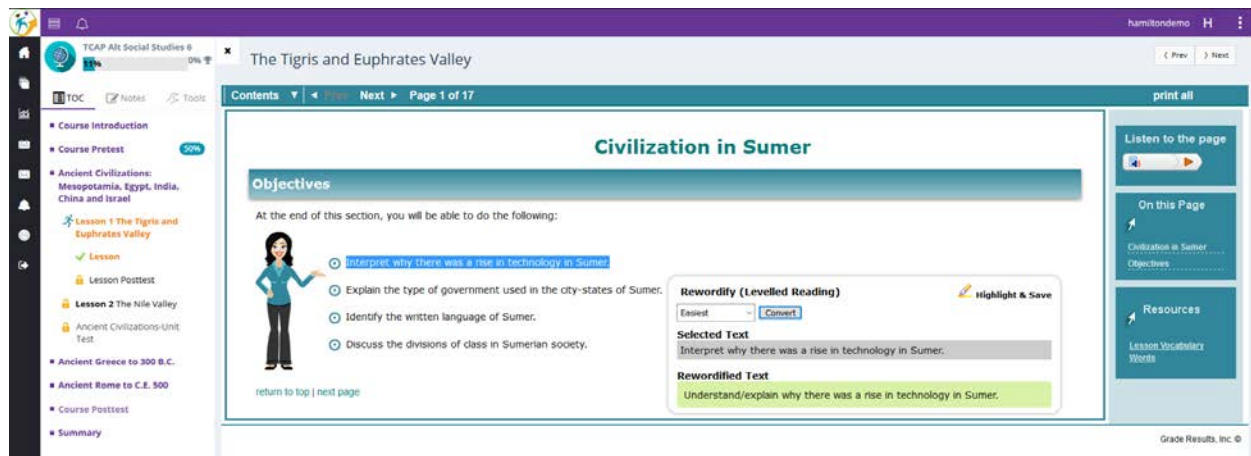 hamiltondemo H
TCAP Alt Social Studies 6
11%
0%
TOC Notes Tools
Course Introduction
Course Pretest 50%
Ancient Civilizations:
Mesopotamia, Egypt, India,
China and Israel
Lesson 1 The Tigris and
Euphrates Valley
Lesson
Lesson Posttest
Lesson 2 The Nile Valley
Ancient Civilizations-Unit
Test
Ancient Greece to 300 B.C.
Ancient Rome to C.E. 500
Course Posttest
Summary
x
The Tigris and Euphrates Valley
Prev Next
Contents Prev Next Page 1 of 17 print all
Civilization in Sumer
Objectives
At the end of this section, you will be able to do the following:
Interpret why there was a rise in technology in Sumer.
Explain the type of government used in the city-states of Sumer.
Identify the written language of Sumer.
Discuss the divisions of class in Sumerian society.
return to top | next page
Rewordify (Levelled Reading) Highlight & Save
Easiest Convert
Selected Text
Interpret why there was a rise in technology in Sumer.
Rewordified Text
Understand/explain why there was a rise in technology in Sumer.
Listen to the page
On this Page
Civilization in Sumer
Objectives
Resources
Lesson Vocabulary
Words
Grade Results, Inc. ©